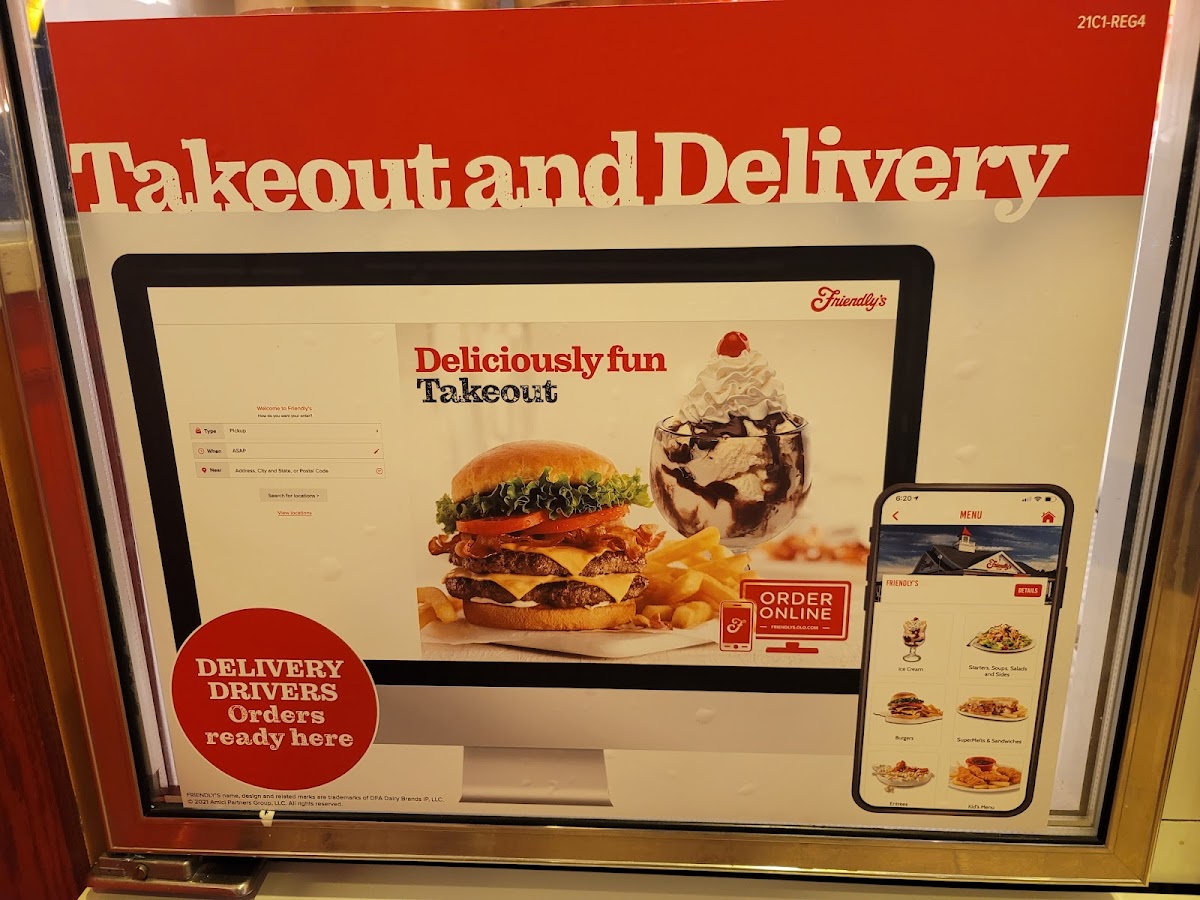 21C1-REG4
Takeout and Delivery
Friendly's
Deliciously fun
Takeout
Welcome to Friendly's
How do you want your order?
Type Pickup
When ASAP
Near Address, City and State, or Postal Code
Search for locations >
View locations
ORDER
ONLINE
FRIENDLYLOLO.COM
F
6:20
MENU
Friendly's
FRIENDLY'S
DETAILS
Ice Cream
Starters, Soups, Salads
and Sides
Burgers
SuperMelts & Sandwiches
Entrées
Kid's Menu
DELIVERY
DRIVERS
Orders
ready here
FRIENDLY'S name, design and related marks are trademarks of DFA Dairy Brands IP, LLC.
© 2021 Amici Partners Group, LLC. All rights reserved.